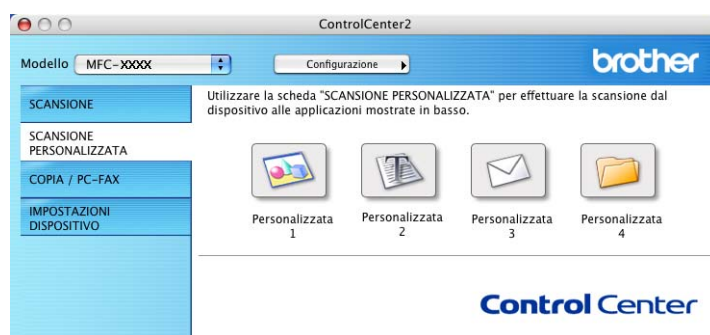 ControlCenter2
Modello MFC-XXXX Configurazione brother
SCANSIONE
SCANSIONE
PERSONALIZZATA
COPIA / PC-FAX
IMPOSTAZIONI
DISPOSITIVO
Utilizzare la scheda "SCANSIONE PERSONALIZZATA" per effettuare la scansione dal
dispositivo alle applicazioni mostrate in basso.
Personalizzata
1
Personalizzata
2
Personalizzata
3
Personalizzata
4
Control Center